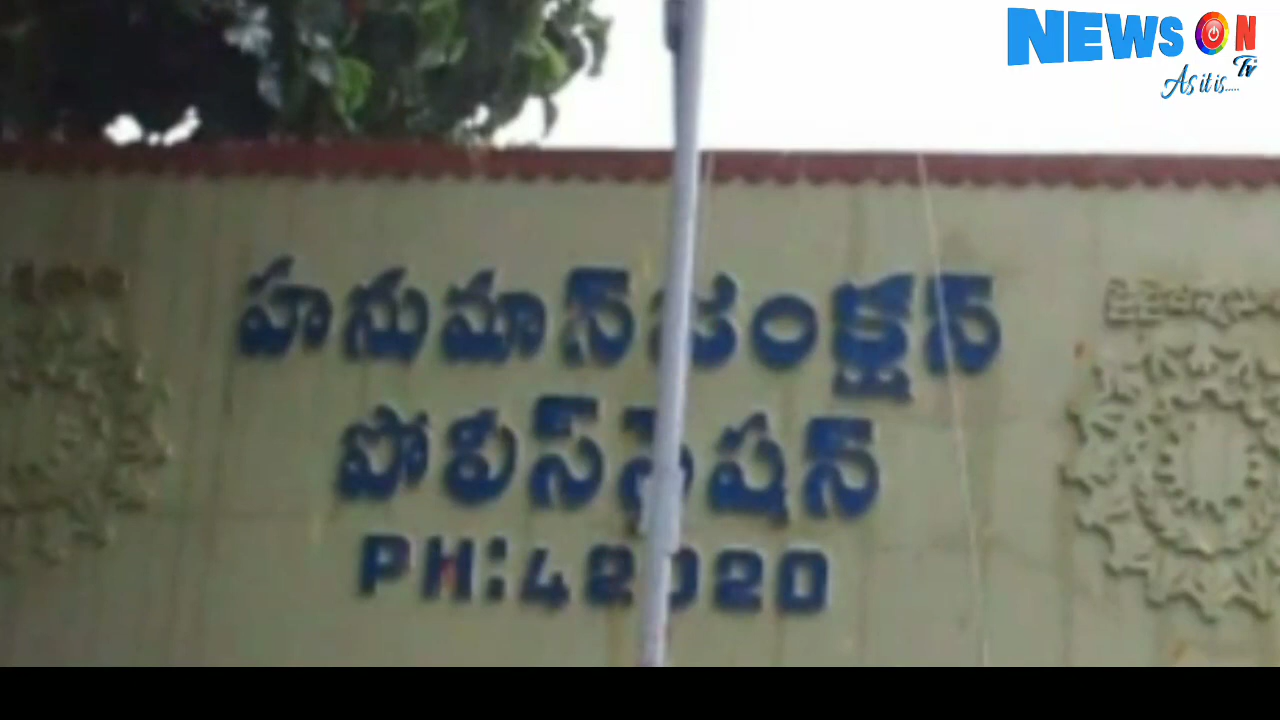 NEWS ON
Tv
As it is.....
హనుమాన్ జంక్షన్
పోలీస్ స్టేషన్
PH:42020